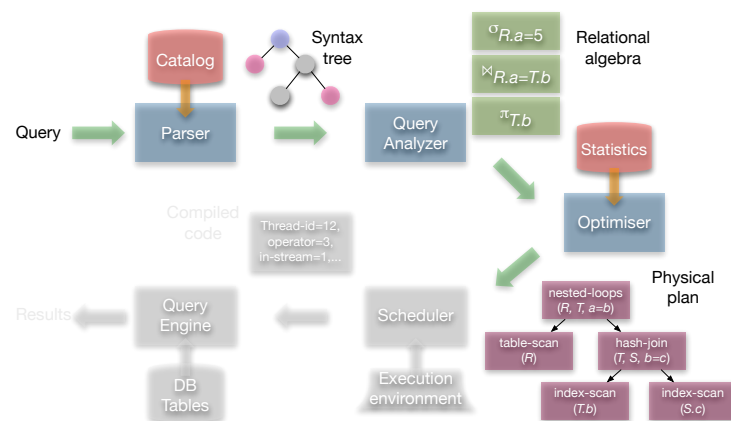 Catalog
Syntax
tree
σR.a=5
⋈R.a=T.b
πT.b
Relational
algebra
Query
Parser
Query
Analyzer
Statistics
Optimiser
Compiled
code
Thread-id=12,
operator=3,
in-stream=1,...
Physical
plan
Results
Query
Engine
Scheduler
nested-loops
(R, T, a=b)
table-scan
(R)
hash-join
(T, S, b=c)
DB
Tables
Execution
environment
index-scan
(T.b)
index-scan
(S.c)